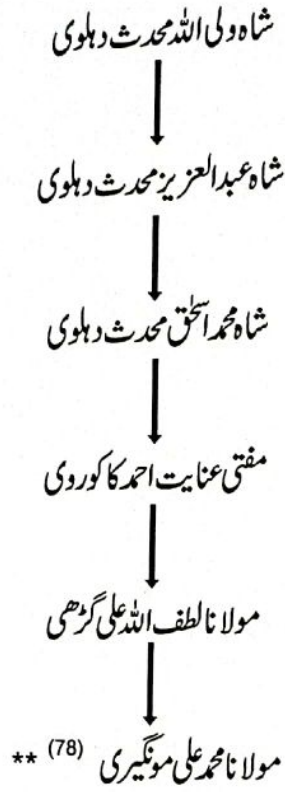 شاہ ولی اللہ محدث دہلوی
شاہ عبدالعزیز محدث دہلوی
شاہ محمد اسحٰق محدث دہلوی
مفتی عنایت احمد کاکوروی
مولانا لطف اللہ علی گڑھی
مولانا محمد علی مونگیری (78) **